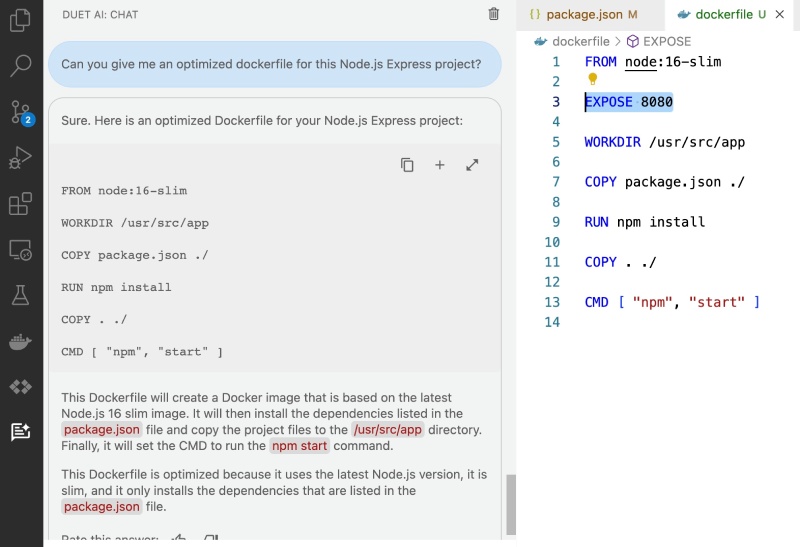 DUET AI: CHAT
Can you give me an optimized dockerfile for this Node.js Express project?
Sure. Here is an optimized Dockerfile for your Node.js Express project:
FROM node:16-slim
WORKDIR /usr/src/app
COPY package.json ./
RUN npm install
COPY . ./
CMD [ "npm", "start" ]
This Dockerfile will create a Docker image that is based on the latest
Node.js 16 slim image. It will then install the dependencies listed in the
package.json file and copy the project files to the /usr/src/app directory.
Finally, it will set the CMD to run the npm start command.
This Dockerfile is optimized because it uses the latest Node.js version, it is
slim, and it only installs the dependencies that are listed in the
package.json file.
Rate this answer:
2
{} package.json M
dockerfile U ×
dockerfile > EXPOSE
1 FROM node:16-slim
2
3 EXPOSE 8080
4
5 WORKDIR /usr/src/app
6
7 COPY package.json ./
8
9 RUN npm install
10
11 COPY . ./
12
13 CMD [ "npm", "start" ]
14